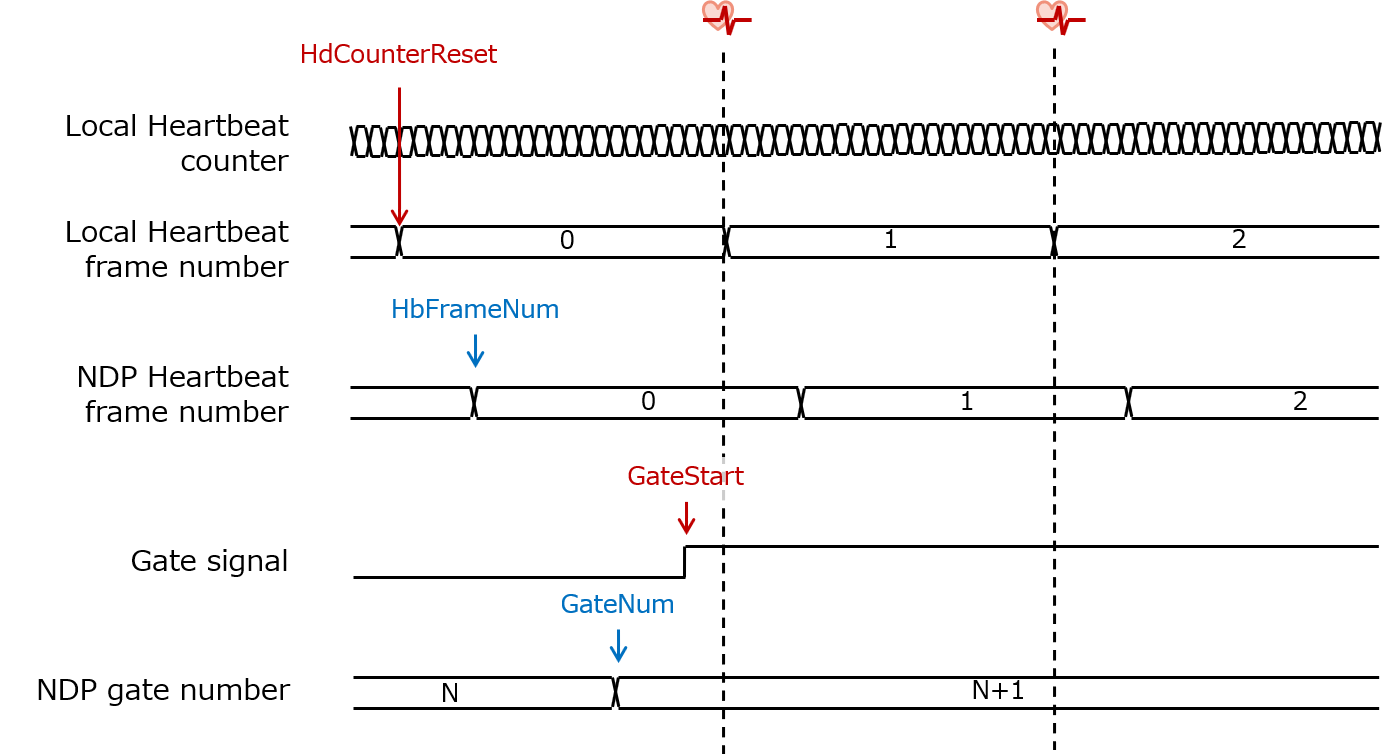 HdCounterReset
Local Heartbeat
counter
Local Heartbeat
frame number
0
1
2
HbFrameNum
NDP Heartbeat
frame number
0
1
2
GateStart
Gate signal
GateNum
NDP gate number
N
N+1